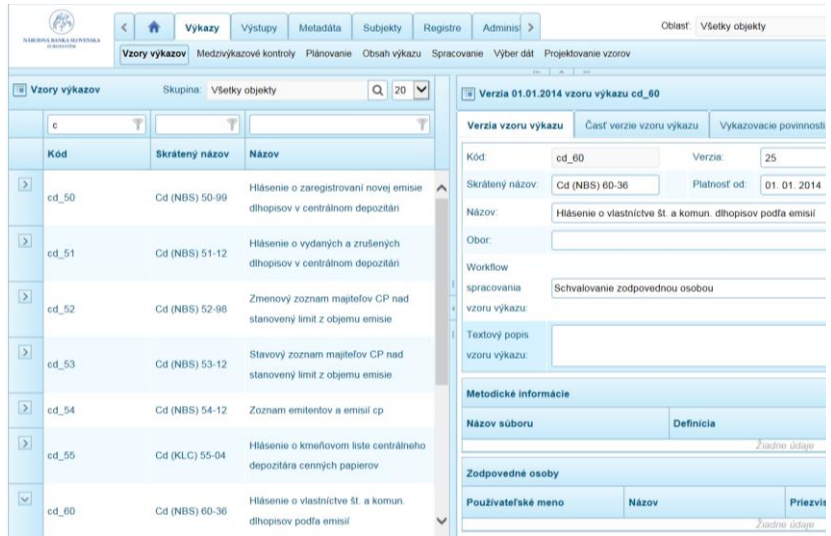 NÁRODNÁ BANKA SLOVENSKA
EUROSYSTÉM
Výkazy Výstupy Metadáta Subjekty Registre Adminis
Oblasť: Všetky objekty
Vzory výkazov Medzivýkazové kontroly Plánovanie Obsah výkazu Spracovanie Výber dát Projektovanie vzorov
Vzory výkazov Skupina: Všetky objekty 20
c
Kód Skrátený názov Názov
cd_50 Cd (NBS) 50-99 Hlásenie o zaregistrovaní novej emisie
dlhopisov v centrálnom depozitári
cd_51 Cd (NBS) 51-12 Hlásenie o vydaných a zrušených
dlhopisov v centrálnom depozitári
cd_52 Cd (NBS) 52-98 Zmenový zoznam majiteľov CP nad
stanovený limit z objemu emisie
cd_53 Cd (NBS) 53-12 Stavový zoznam majiteľov CP nad
stanovený limit z objemu emisie
cd_54 Cd (NBS) 54-12 Zoznam emitentov a emisií cp
cd_55 Cd (KLC) 55-04 Hlásenie o kmeňovom liste centrálneho
depozitára cenných papierov
cd_60 Cd (NBS) 60-36 Hlásenie o vlastníctve št. a komun.
dlhopisov podľa emisií
Verzia 01.01.2014 vzoru výkazu cd_60
Verzia vzoru výkazu Časť verzie vzoru výkazu Vykazovacie povinnosti
Kód: cd_60 Verzia: 25
Skrátený názov: Cd (NBS) 60-36 Platnosť od: 01. 01. 2014
Názov: Hlásenie o vlastníctve št. a komun. dlhopisov podľa emisií
Obor:
Workflow
spracovania
vzoru výkazu: Schvalovanie zodpovednou osobou
Textový popis
vzoru výkazu:
Metodické informácie
Názov súboru Definícia
Žiadne údaje
Zodpovedné osoby
Používateľské meno Názov Priezvis
Žiadne údaje